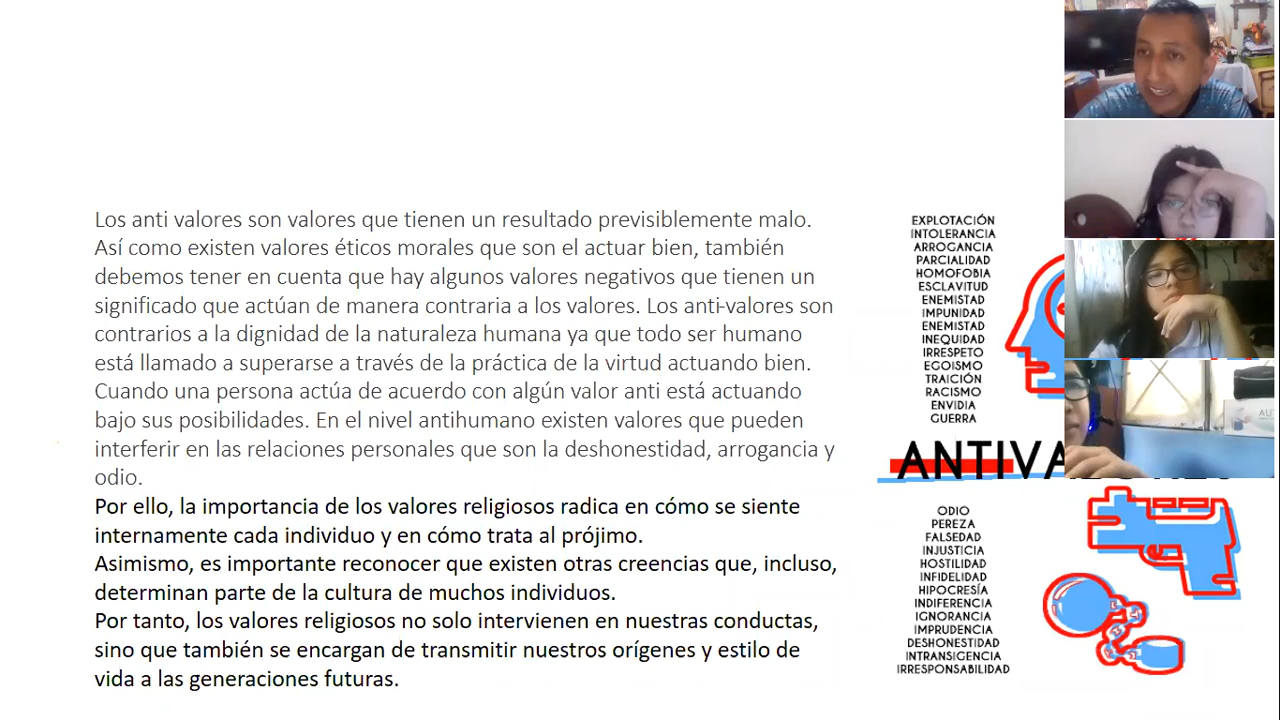 Los anti valores son valores que tienen un resultado previsiblemente malo.
Así como existen valores éticos morales que son el actuar bien, también
debemos tener en cuenta que hay algunos valores negativos que tienen un
significado que actúan de manera contraria a los valores. Los anti-valores son
contrarios a la dignidad de la naturaleza humana ya que todo ser humano
está llamado a superarse a través de la práctica de la virtud actuando bien.
Cuando una persona actúa de acuerdo con algún valor anti está actuando
bajo sus posibilidades. En el nivel antihumano existen valores que pueden
interferir en las relaciones personales que son la deshonestidad, arrogancia y
odio.
Por ello, la importancia de los valores religiosos radica en cómo se siente
internamente cada individuo y en cómo trata al prójimo.
Asimismo, es importante reconocer que existen otras creencias que, incluso,
determinan parte de la cultura de muchos individuos.
Por tanto, los valores religiosos no solo intervienen en nuestras conductas,
sino que también se encargan de transmitir nuestros orígenes y estilo de
vida a las generaciones futuras.
EXPLOTACIÓN
INTOLERANCIA
ARROGANCIA
PARCIALIDAD
HOMOFOBIA
ESCLAVITUD
ENEMISTAD
IMPUNIDAD
ENEMISTAD
INEQUIDAD
IRRESPETO
EGOISMO
TRAICIÓN
RACISMO
ENVIDIA
GUERRA
ANTIVA
ODIO
PEREZA
FALSEDAD
INJUSTICIA
HOSTILIDAD
INFIDELIDAD
HIPOCRESÍA
INDIFERENCIA
IGNORANCIA
IMPRUDENCIA
DESHONESTIDAD
INTRANSIGENCIA
IRRESPONSABILIDAD